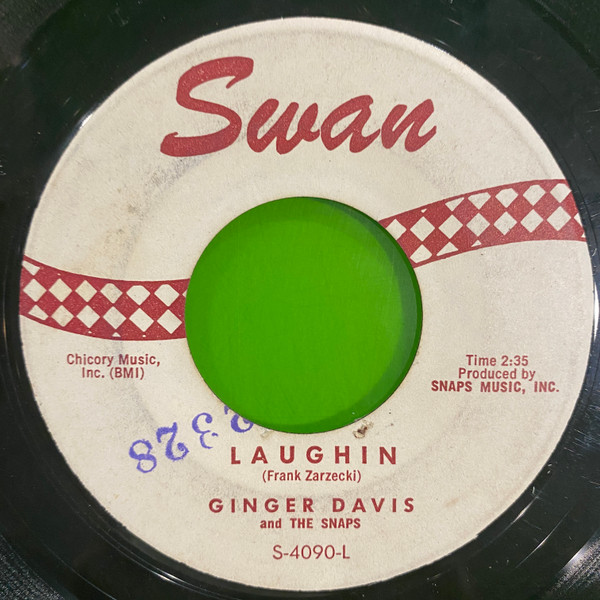 Swan
Chicory Music,
Inc. (BMI)
Time 2:35
Produced by
SNAPS MUSIC, INC.
LAUGHIN
(Frank Zarzecki)
GINGER DAVIS
and THE SNAPS
S-4090-L